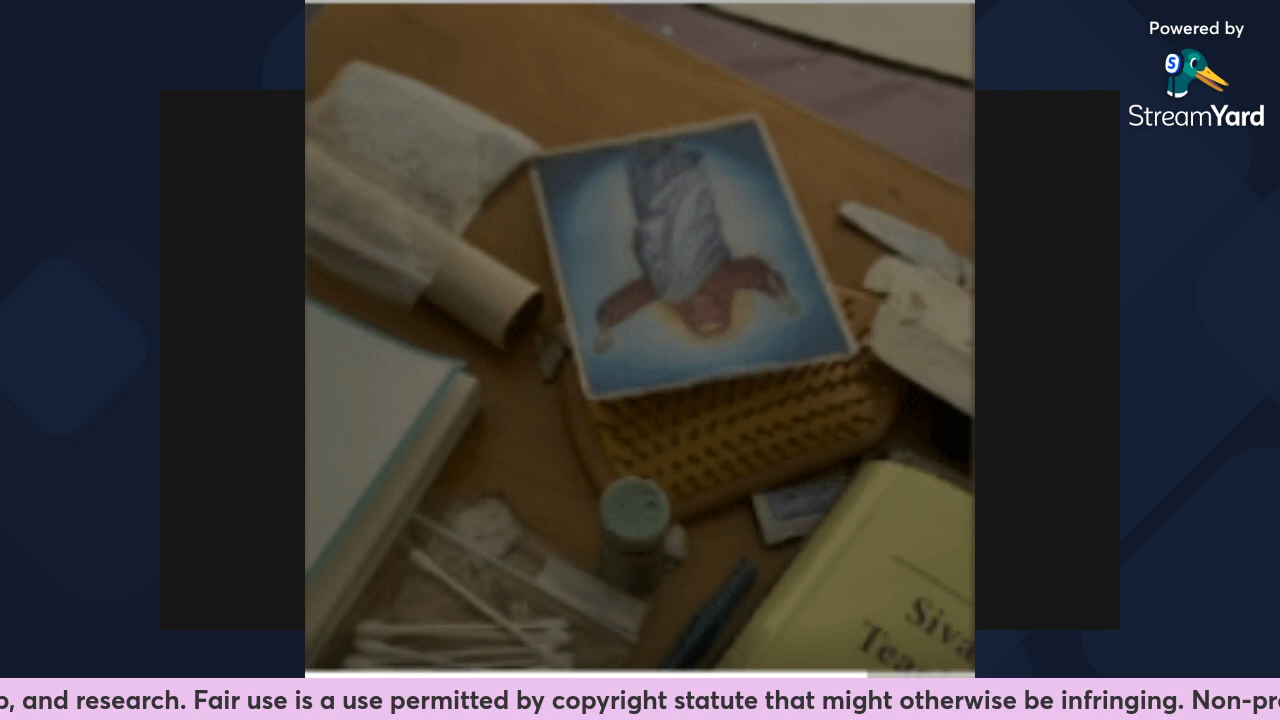 Powered by
S
StreamYard
Siva
Tea
, and research. Fair use is a use permitted by copyright statute that might otherwise be infringing. Non-pr